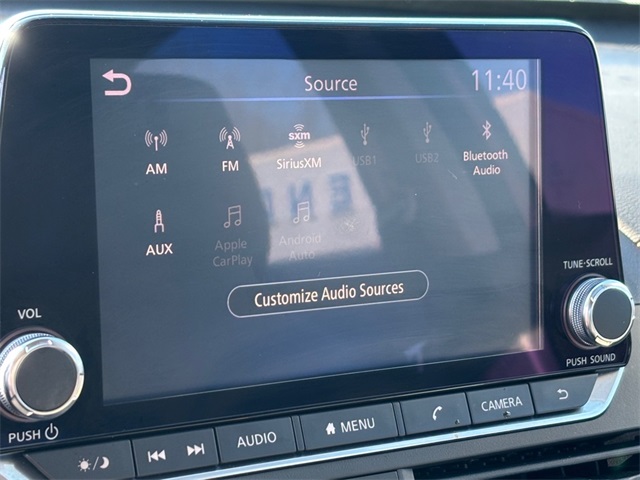 Source
11:40
sxm
AM
FM
SiriusXM
USB1
USB2
Bluetooth
Audio
AUX
Apple
CarPlay
Android
Auto
Customize Audio Sources
VOL
PUSH
TUNE·SCROLL
PUSH SOUND
AUDIO
MENU
CAMERA